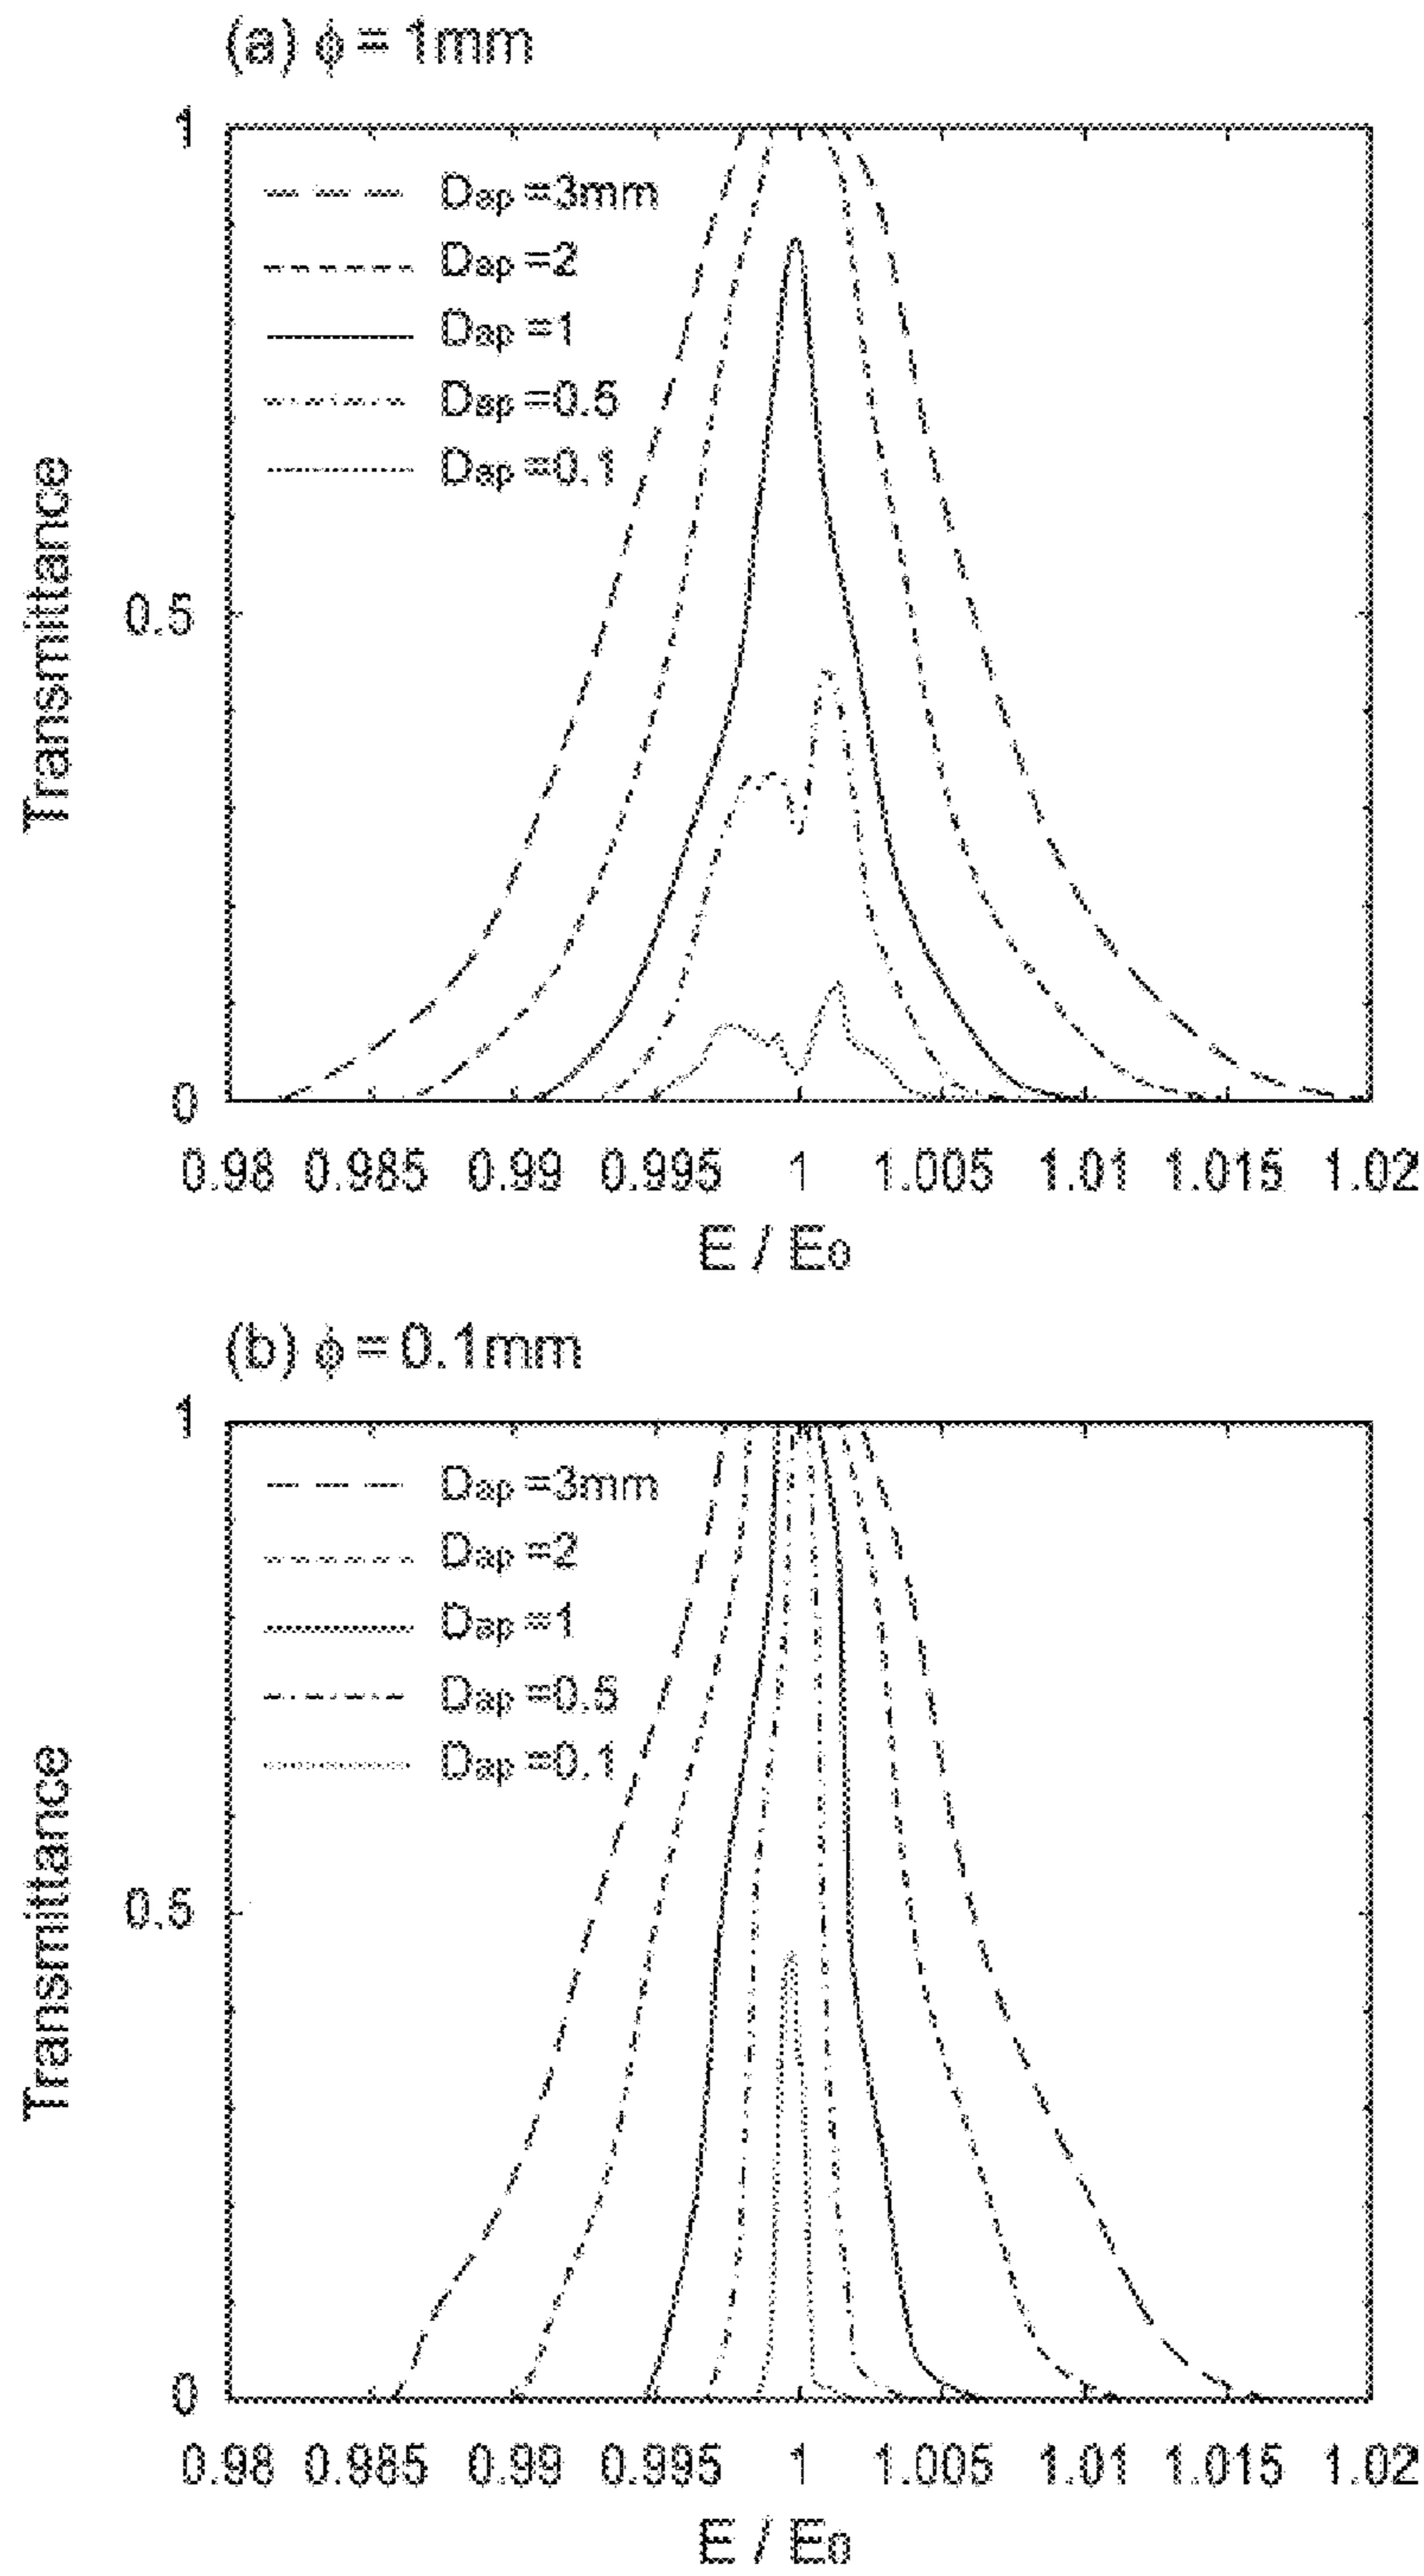 (a) ϕ = 1mm
1
Dap =3mm
Dap =2
Dap =1
Dap =0.5
Dap =0.1
Transmittance
0.5
0
0.98 0.985 0.99 0.995 1 1.005 1.01 1.015 1.02
E / E0
(b) ϕ = 0.1mm
1
Dap =3mm
Dap =2
Dap =1
Dap =0.5
Dap =0.1
Transmittance
0.5
0
0.98 0.985 0.99 0.995 1 1.005 1.01 1.015 1.02
E / E0